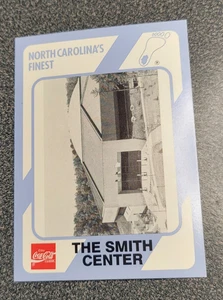 NORTH CAROLINA'S
FINEST
Coca-Cola
THE SMITH
CENTER